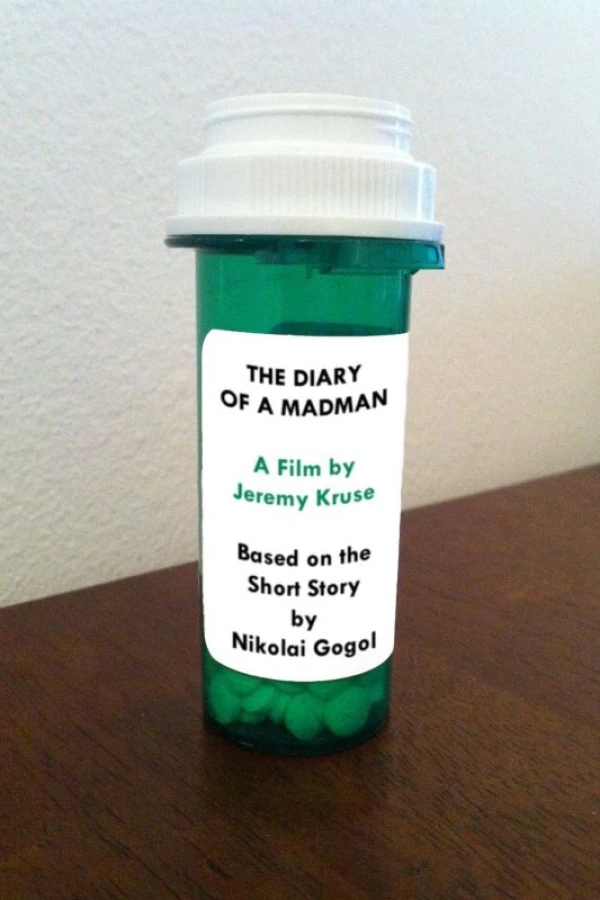 THE DIARY
OF A MADMAN
A Film by
Jeremy Kruse
Based on the
Short Story
by
Nikolai Gogol